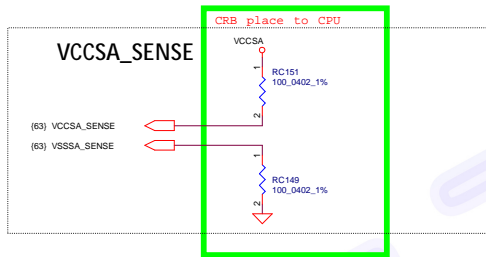 CRB place to CPU
VCCSA_SENSE
VCCSA
1
RC151
100_0402_1%
2
{63} VCCSA_SENSE
{63} VSSSA_SENSE
1
RC149
100_0402_1%
2